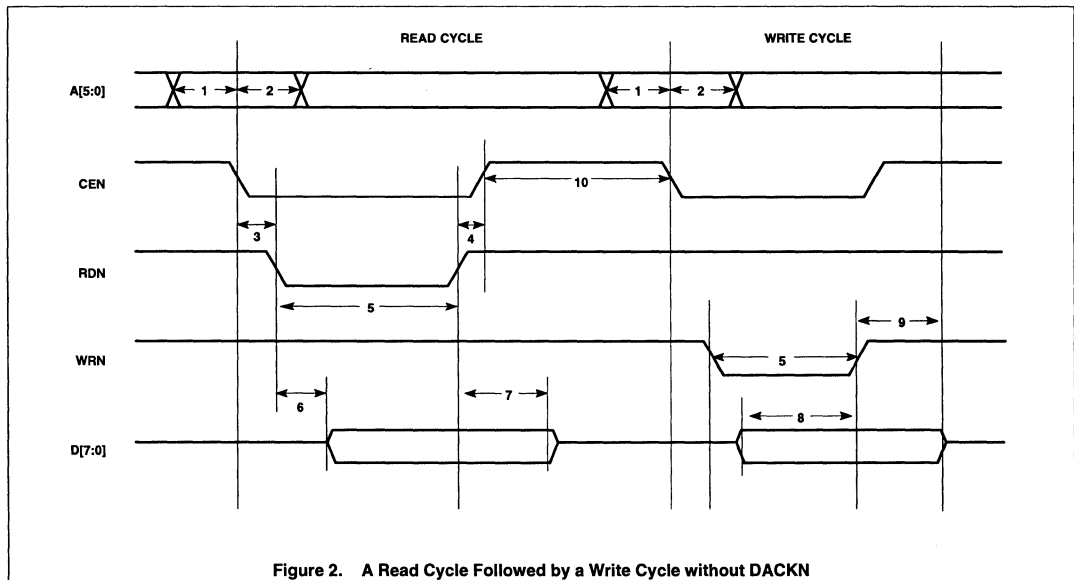 READ CYCLE WRITE CYCLE
A[5:0] 1 2 1 2
CEN 10
3 4
RDN
5
9
WRN 5
6 7 8
D[7:0]
Figure 2. A Read Cycle Followed by a Write Cycle without DACKN